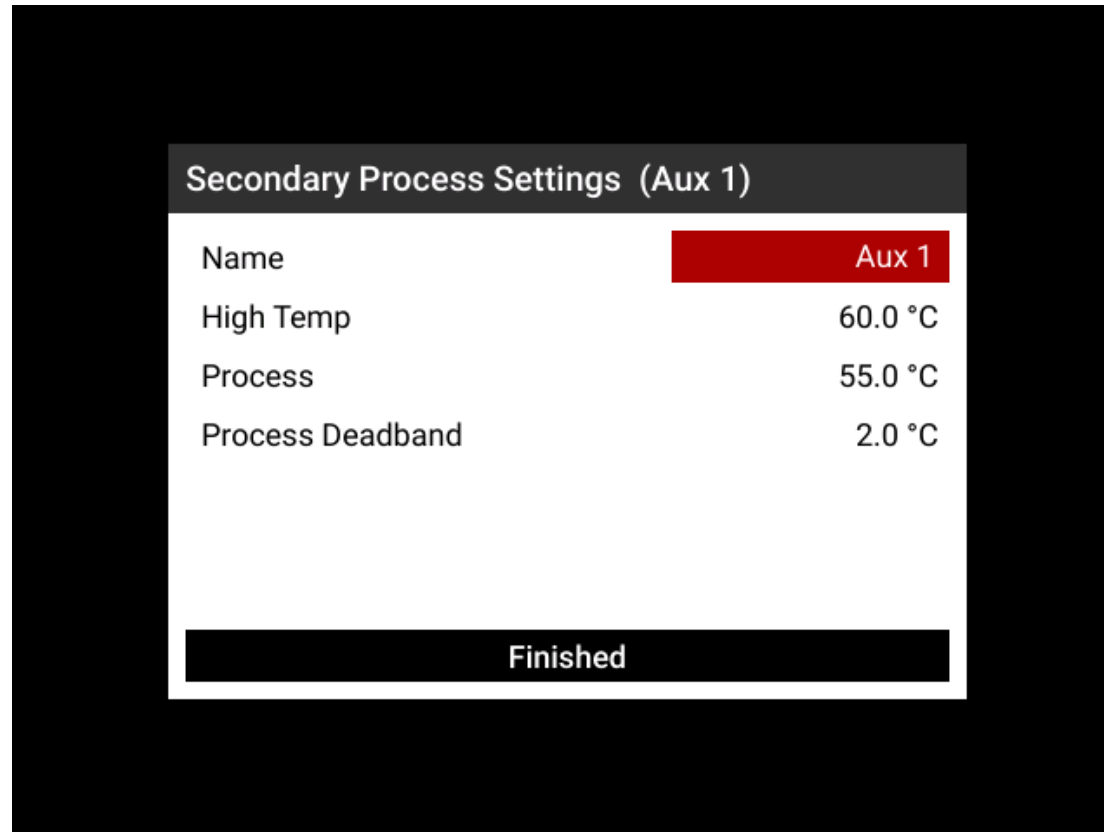 Secondary Process Settings (Aux 1)
Name Aux 1
High Temp 60.0 °C
Process 55.0 °C
Process Deadband 2.0 °C
Finished